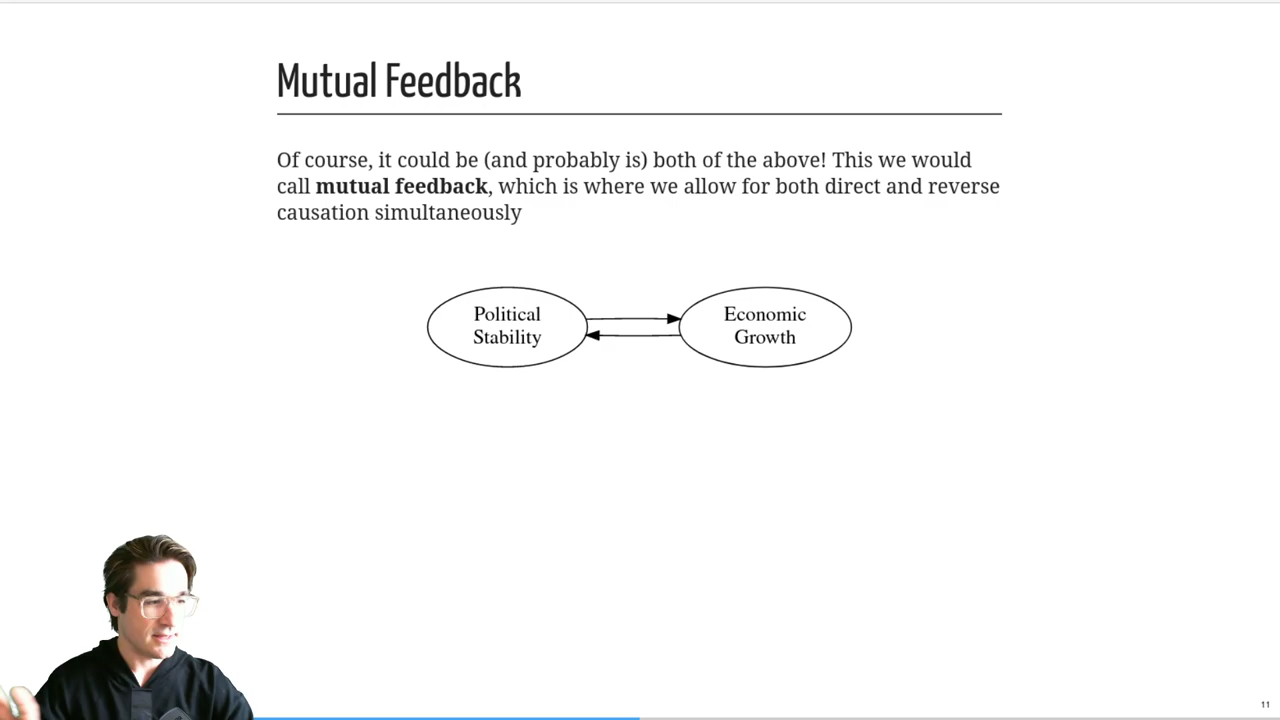 Mutual Feedback
Of course, it could be (and probably is) both of the above! This we would
call mutual feedback, which is where we allow for both direct and reverse
causation simultaneously
Political
Stability
Economic
Growth
11